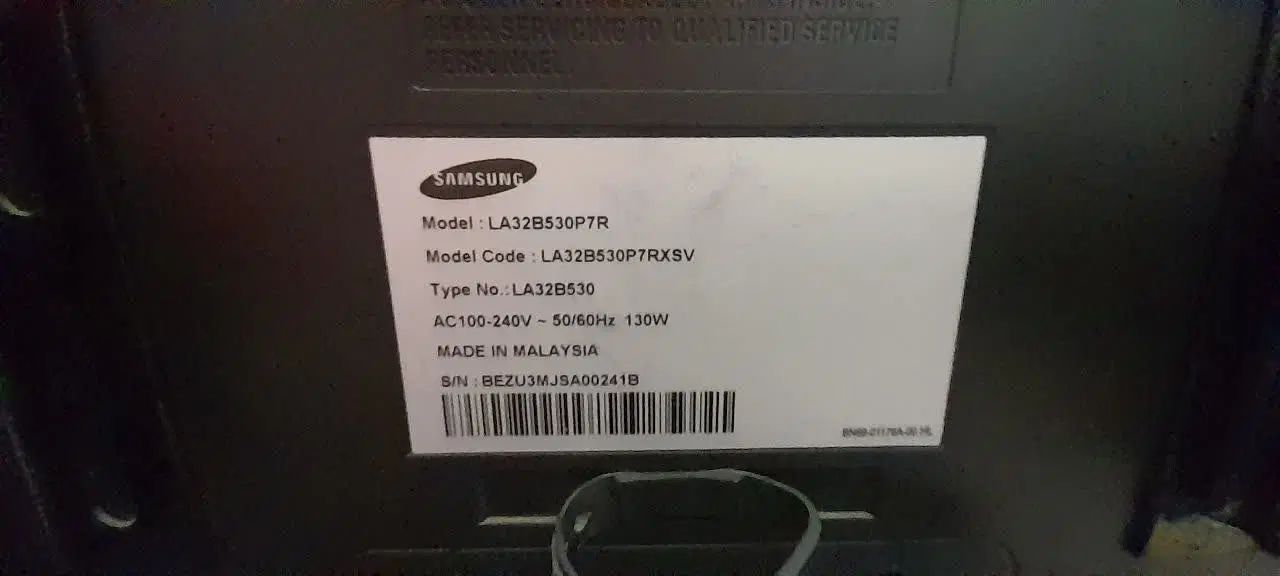 REFER SERVICING TO QUALIFIED SERVICE
PERSONNEL.
SAMSUNG
Model : LA32B530P7R
Model Code : LA32B530P7RXSV
Type No.: LA32B530
AC100-240V ~ 50/60Hz 130W
MADE IN MALAYSIA
S/N : BEZU3MJSA00241B